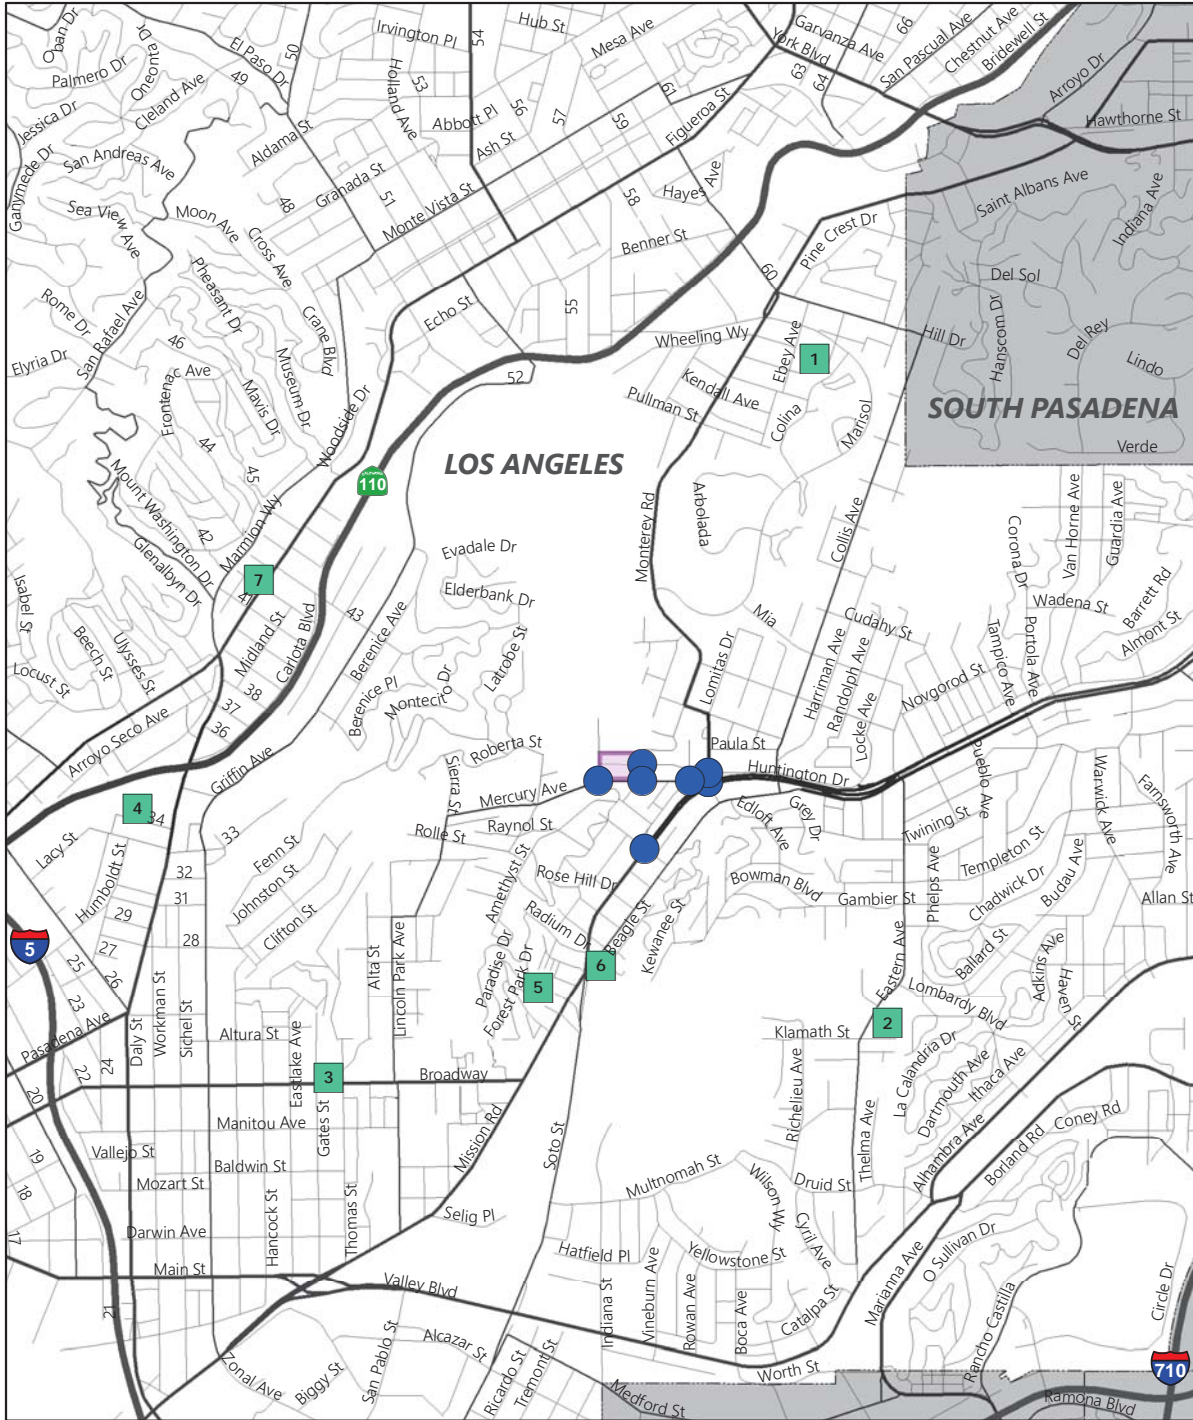 Oban Dr
Palmero Dr
Oneonta Dr
Cleland Ave
49
El Paso Dr
50
Irvington Pl
54
Hub St
Mesa Ave
Garvanza Ave
66
York Blvd
63
64
San Pascual Ave
Chestnut Ave
Bridewell St
Arroyo Dr
Hawthorne St
Jessica Dr
San Andreas Ave
Ganymede Dr
Aldama St
Holland Ave
53
Abbott Pl
56
57
Ash St
59
61
Figueroa St
Granada St
51
48
Monte Vista St
58
Hayes Ave
Benner St
Saint Albans Ave
Indiana Ave
Sea View Ave
Moon Ave
Cross Ave
Pheasant Dr
Pine Crest Dr
60
Del Sol
Rome Dr
San Rafael Ave
Crane Blvd
Echo St
55
Hanscom Dr
Del Rey
Lindo
Elyria Dr
46
Museum Dr
Wheeling Wy
Ebey Ave
1
Hill Dr
Frontenac Ave
Mavis Dr
52
Kendall Ave
Pullman St
Colina
Marisol
SOUTH PASADENA
Verde
44
45
Woodside Dr
LOS ANGELES
110
Mount Washington Dr
42
Marmion Wy
Glenalbyn Dr
Arbolada
Monterey Rd
Collis Ave
Corona Dr
Van Horne Ave
Guardia Ave
Evadale Dr
Elderbank Dr
7
41
43
Isabel St
Beech St
Ulysses St
Locust St
Midland St
Carlota Blvd
Berenice Ave
Latrobe St
Mia
Cudahy St
Wadena St
Barrett Rd
Almont St
Portola Ave
Tampico Ave
Lomitas Dr
Harriman Ave
Randolph Ave
Locke Ave
Novgorod St
38
37
36
Berenice Pl
Montecito Dr
Arroyo Seco Ave
Griffin Ave
Roberta St
Sierra St
Mercury Ave
Paula St
Huntington Dr
Pueblo Ave
Warwick Ave
Farnsworth Ave
4
34
33
Rolle St
Raynol St
Edloft Ave
Grey Dr
Twining St
Templeton St
Lacy St
Humboldt St
32
31
Fenn St
Johnston St
Clifton St
Amethyst St
Rose Hill Dr
Bowman Blvd
Gambier St
Phelps Ave
Chadwick Dr
Budau Ave
Allan St
29
27
28
26
25
5
23
Alta St
Lincoln Park Ave
Radium Dr
Beagle St
Kewanee St
Paradise Dr
Forest Park Dr
6
5
Eastern Ave
Ballard St
Adkins Ave
Haven St
Lombardy Blvd
2
Klamath St
Pasadena Ave
24
22
20
Daly St
Workman St
Sichel St
Altura St
Eastlake Ave
3
Broadway
Richelieu Ave
La Calandria Dr
Dartmouth Ave
Ithaca Ave
Manitou Ave
Gates St
Mission Rd
Soto St
Thelma Ave
Alhambra Ave
Borland Rd
Coney Rd
19
18
17
Vallejo St
Mozart St
Baldwin St
Multnomah St
Wilson Wy
Druid St
Darwin Ave
Hancock St
Thomas St
Selig Pl
Cyril Ave
O Sullivan Dr
Main St
21
Valley Blvd
Hatfield Pl
Yellowstone St
Indiana St
Vineburn Ave
Rowan Ave
Boca Ave
Catalpa St
Marianna Ave
Rancho Castilla
Circle Dr
Zonal Ave
Biggy St
San Pablo St
Alcazar St
Ricardo St
Tremont St
Medford St
Worth St
710
Ramona Blvd